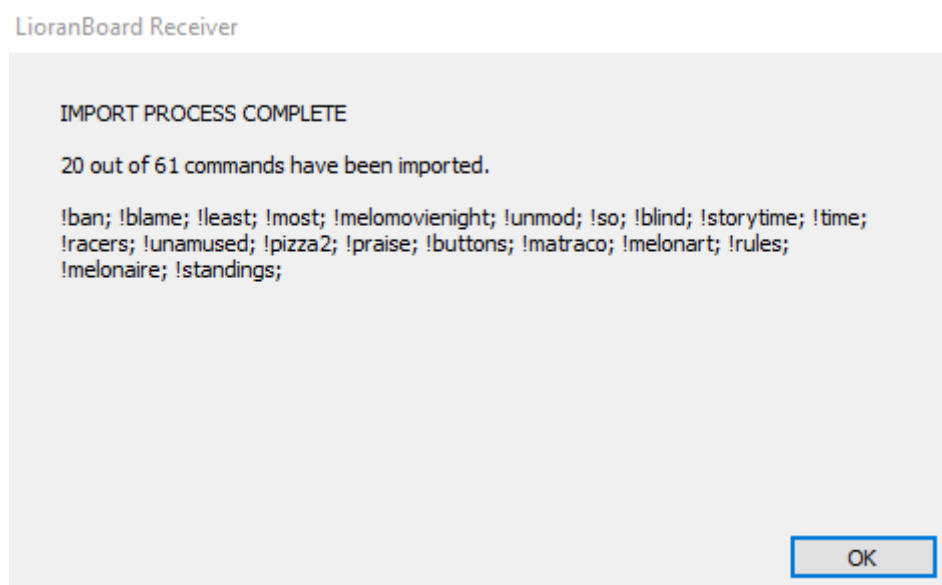 LioranBoard Receiver
IMPORT PROCESS COMPLETE
20 out of 61 commands have been imported.
!ban; !blame; !least; !most; !melomovienight; !unmod; !so; !blind; !storytime; !time;
!racers; !unamused; !pizza2; !praise; !buttons; !matraco; !melonart; !rules;
!melonaire; !standings;
OK